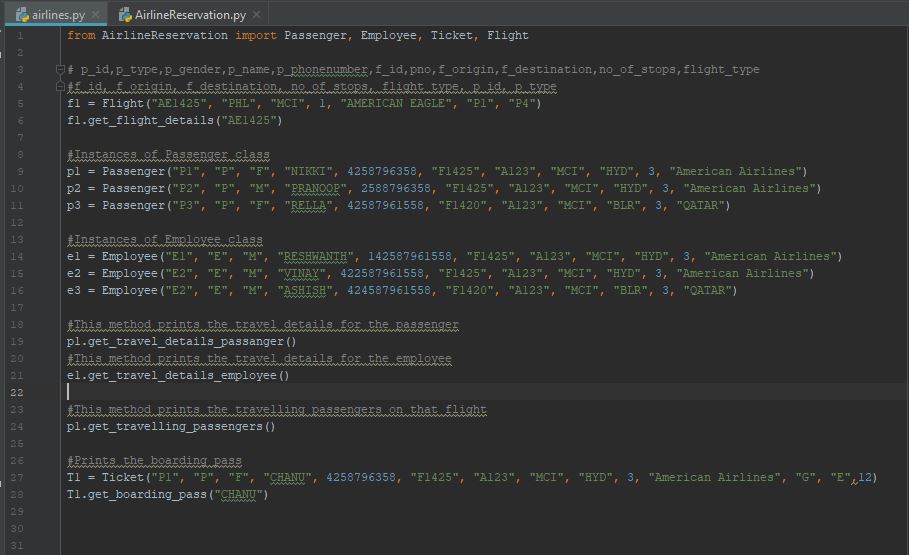 airlines.py × AirlineReservation.py ×
1 from AirlineReservation import Passenger, Employee, Ticket, Flight
2
3 # p_id,p_type,p_gender,p_name,p_phonenumber,f_id,pno,f_origin,f_destination,no_of_stops,flight_type
4 #f_id, f_origin, f_destination, no_of_stops, flight_type, p_id, p_type
5 f1 = Flight("AE1425", "PHL", "MCI", 1, "AMERICAN EAGLE", "P1", "P4")
6 f1.get_flight_details("AE1425")
7
8 #Instances of Passenger class
9 p1 = Passenger("P1", "P", "F", "NIKKI", 4258796358, "F1425", "A123", "MCI", "HYD", 3, "American Airlines")
10 p2 = Passenger("P2", "P", "M", "PRANOOP", 2588796358, "F1425", "A123", "MCI", "HYD", 3, "American Airlines")
11 p3 = Passenger("P3", "P", "F", "RELLA", 42587961558, "F1420", "A123", "MCI", "BLR", 3, "QATAR")
12
13 #Instances of Employee class
14 e1 = Employee("E1", "E", "M", "RESHWANTH", 142587961558, "F1425", "A123", "MCI", "HYD", 3, "American Airlines")
15 e2 = Employee("E2", "E", "M", "VINAY", 422587961558, "F1425", "A123", "MCI", "HYD", 3, "American Airlines")
16 e3 = Employee("E2", "E", "M", "ASHISH", 424587961558, "F1420", "A123", "MCI", "BLR", 3, "QATAR")
17
18 #This method prints the travel details for the passenger
19 p1.get_travel_details_passanger()
20 #This method prints the travel details for the employee
21 e1.get_travel_details_employee()
22
23 #This method prints the travelling passengers on that flight
24 p1.get_travelling_passengers()
25
26 #Prints the boarding pass
27 T1 = Ticket("P1", "P", "F", "CHANU", 4258796358, "F1425", "A123", "MCI", "HYD", 3, "American Airlines", "G", "E",12)
28 T1.get_boarding_pass("CHANU")
29
30
31